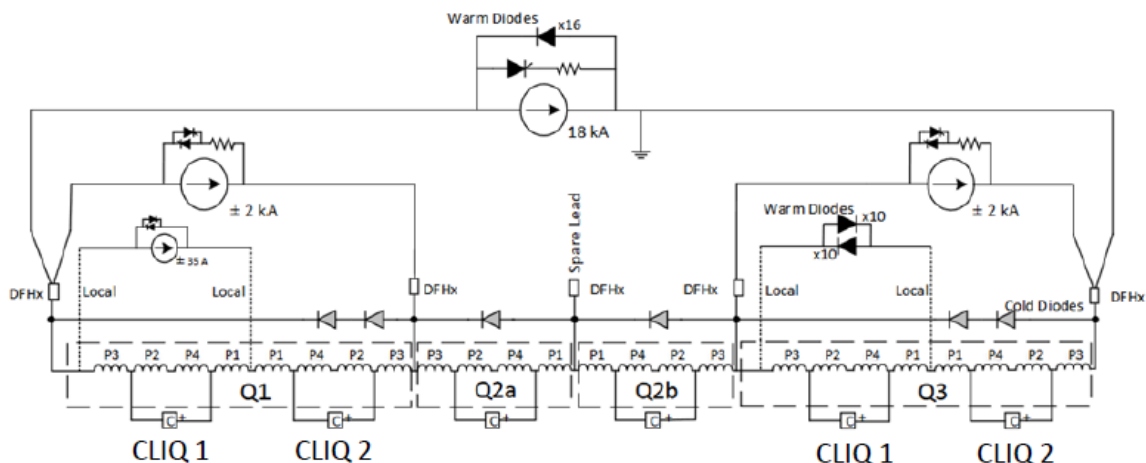 Warm Diodes
x16
18 kA
± 2 kA
± 2 kA
Warm Diodes
x10
x10
± 35 A
Spare Lead
DFHx
Local
Local
DFHx
DFHx
DFHx
Local
Local
Cold Diodes
DFHx
P3 P2 P4 P1 P1 P4 P2 P3 P3 P2 P4 P1 P1 P4 P2 P3 P3 P2 P4 P1 P1 P4 P2 P3
Q1 Q2a Q2b Q3
C + C + C + C + C + C +
CLIQ 1 CLIQ 2 CLIQ 1 CLIQ 2